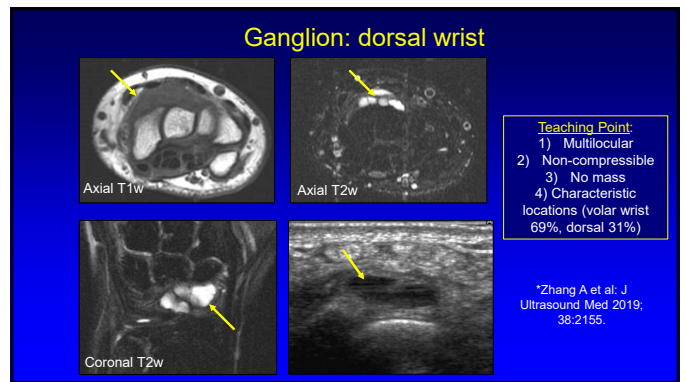 Ganglion: dorsal wrist
Axial T1w
Axial T2w
Coronal T2w
Teaching Point:
1) Multilocular
2) Non-compressible
3) No mass
4) Characteristic
locations (volar wrist
69%, dorsal 31%)
*Zhang A et al: J
Ultrasound Med 2019;
38:2155.